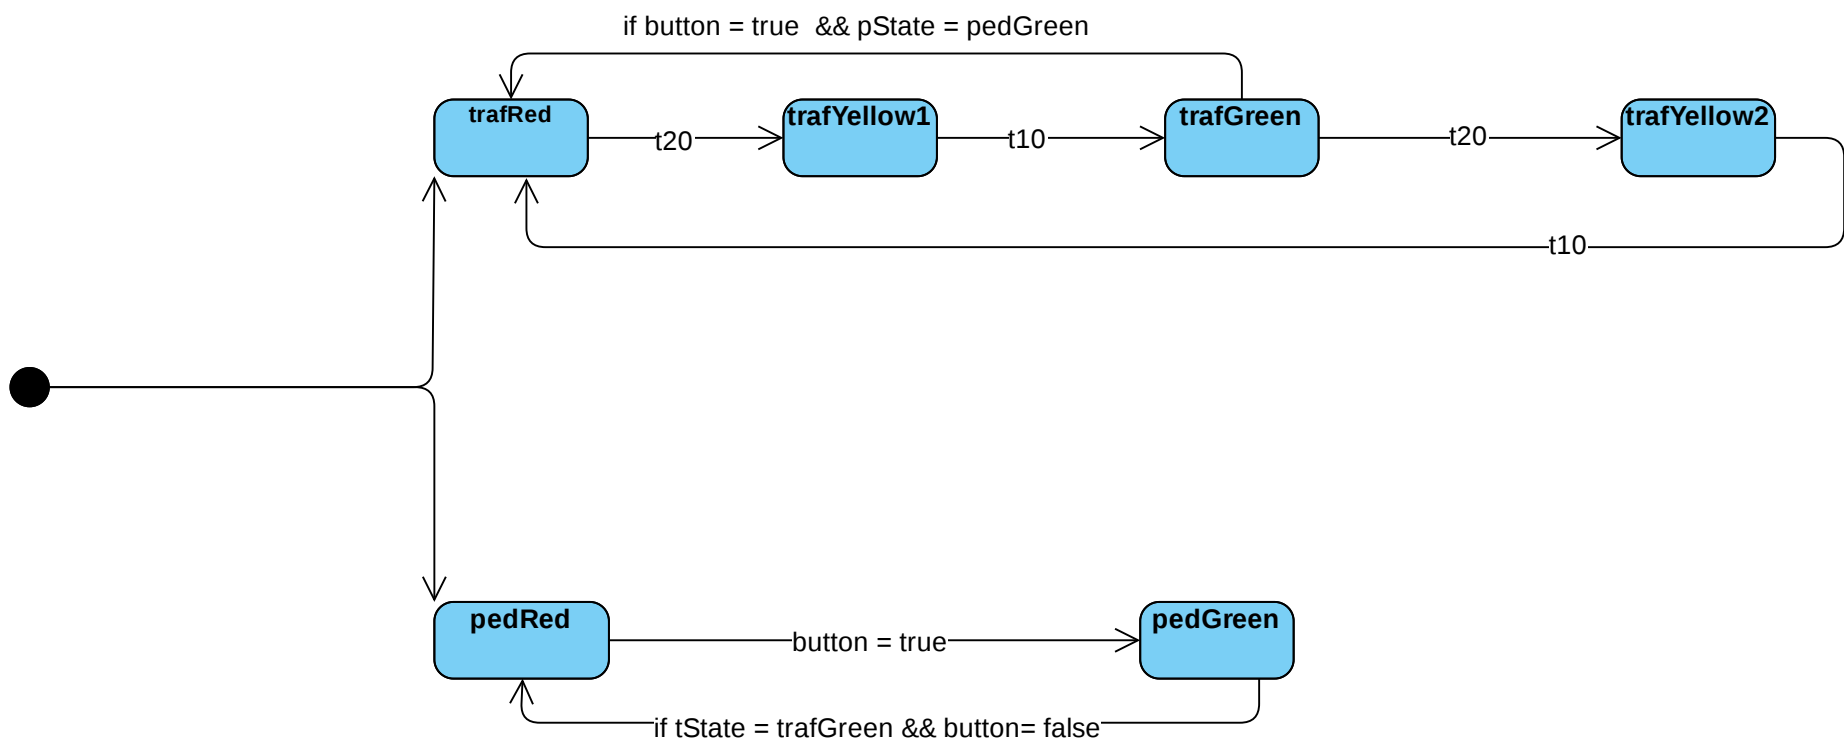 if button = true  && pState = pedGreen
trafRed
trafYellow1
trafGreen
trafYellow2
t20
t10
t20
t10
pedRed
pedGreen
button = true
if tState = trafGreen && button= false